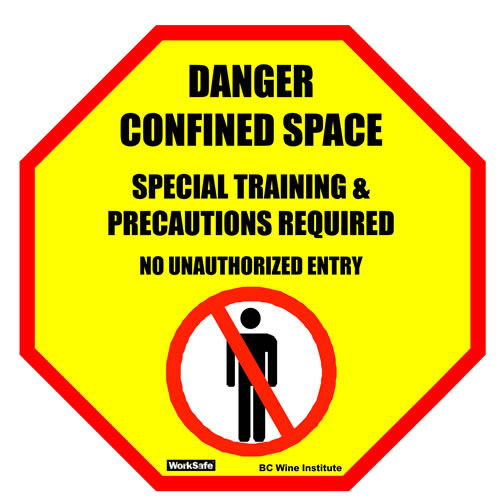 DANGER
CONFINED SPACE
SPECIAL TRAINING &
PRECAUTIONS REQUIRED
NO UNAUTHORIZED ENTRY
WorkSafe BC Wine Institute